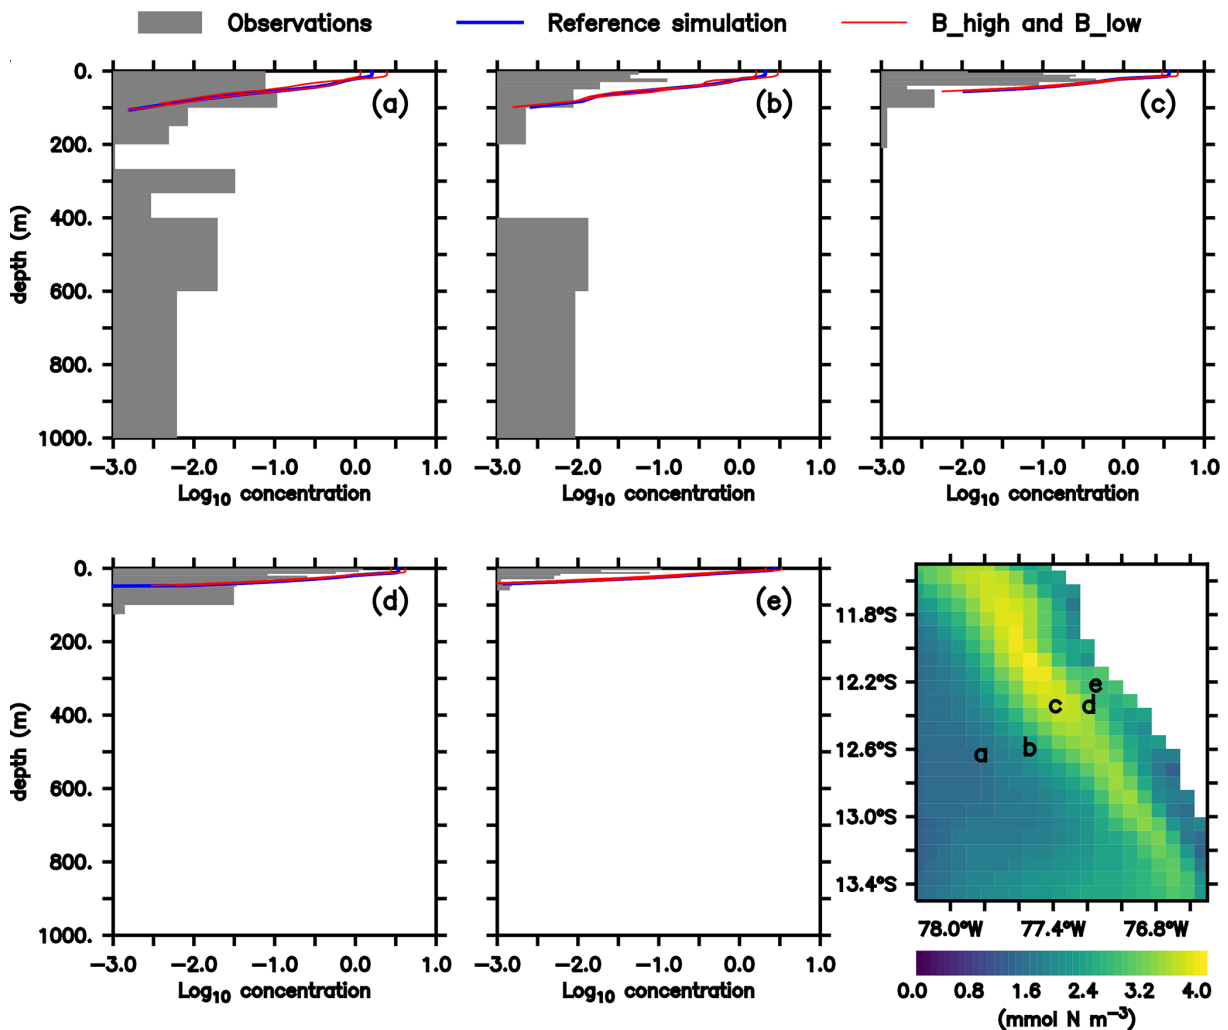 Observations Reference simulation B_high and B_low
0. 200. 400. 600. 800. 1000.
depth (m)
(a)
−3.0 −2.0 −1.0 0.0 1.0
Log10 concentration
(b)
−3.0 −2.0 −1.0 0.0 1.0
Log10 concentration
(c)
−3.0 −2.0 −1.0 0.0 1.0
Log10 concentration
0. 200. 400. 600. 800. 1000.
depth (m)
(d)
−3.0 −2.0 −1.0 0.0 1.0
Log10 concentration
(e)
−3.0 −2.0 −1.0 0.0 1.0
Log10 concentration
11.8°S
12.2°S
12.6°S
13.0°S
13.4°S
e
c d
b
a
78.0°W 77.4°W 76.8°W
0.0 0.8 1.6 2.4 3.2 4.0
(mmol N m−3)